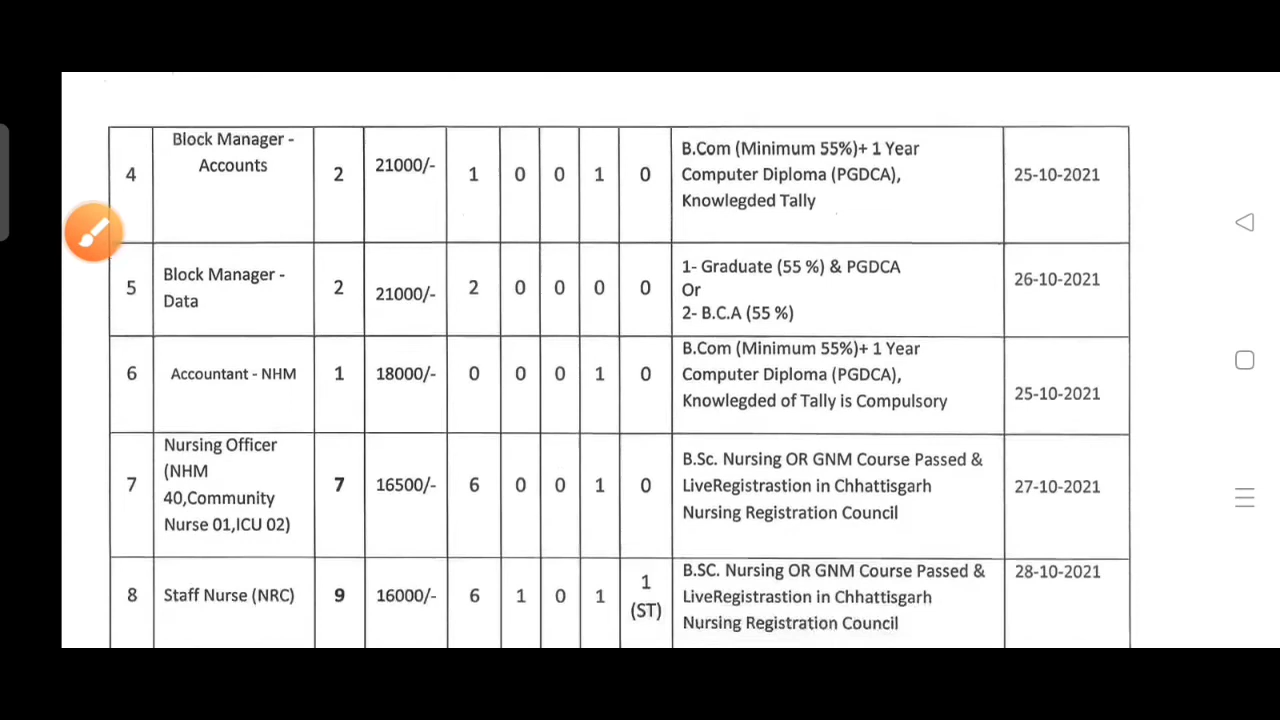 4 Block Manager - Accounts 2 21000/- 1 0 0 1 0 B.Com (Minimum 55%)+ 1 Year Computer Diploma (PGDCA), Knowlegded Tally 25-10-2021
5 Block Manager - Data 2 21000/- 2 0 0 0 0 1- Graduate (55 %) & PGDCA Or 2- B.C.A (55 %) 26-10-2021
6 Accountant - NHM 1 18000/- 0 0 0 1 0 B.Com (Minimum 55%)+ 1 Year Computer Diploma (PGDCA), Knowlegded of Tally is Compulsory 25-10-2021
7 Nursing Officer (NHM 40,Community Nurse 01,ICU 02) 7 16500/- 6 0 0 1 0 B.Sc. Nursing OR GNM Course Passed & LiveRegistrastion in Chhattisgarh Nursing Registration Council 27-10-2021
8 Staff Nurse (NRC) 9 16000/- 6 1 0 1 1 (ST) B.SC. Nursing OR GNM Course Passed & LiveRegistrastion in Chhattisgarh Nursing Registration Council 28-10-2021